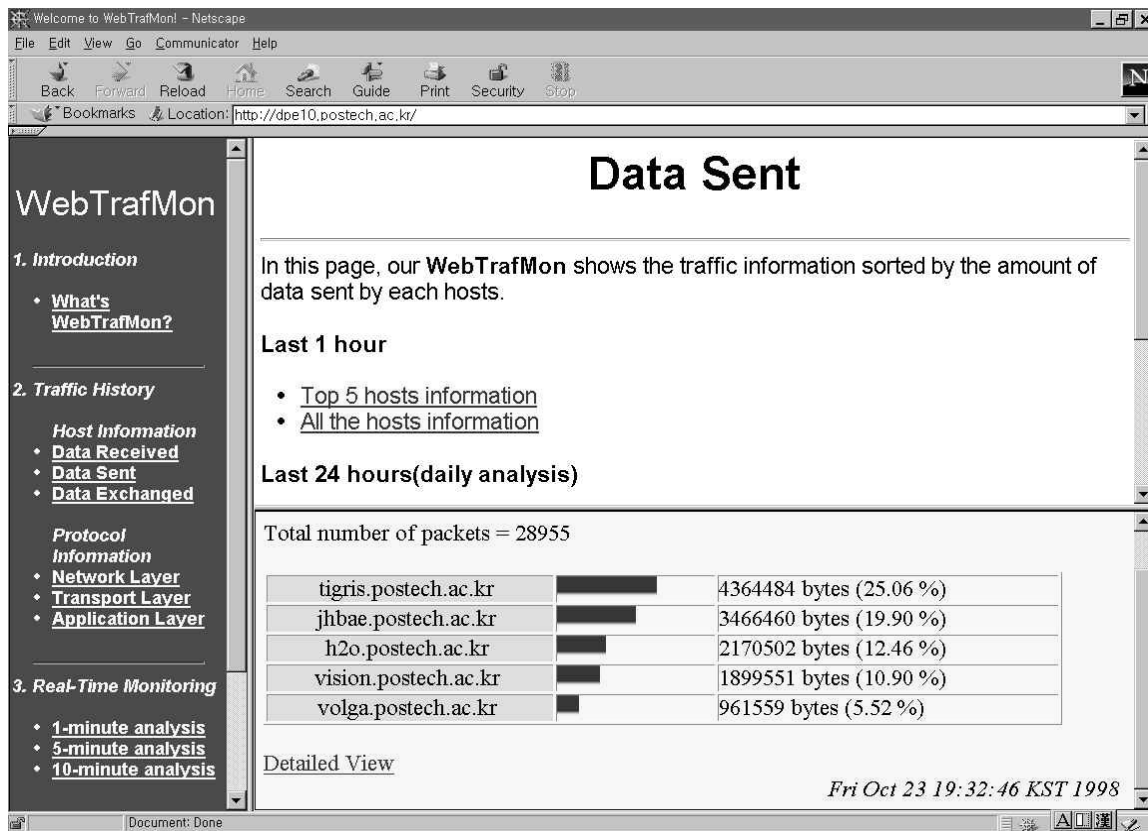 Welcome to WebTrafMon! - Netscape
File Edit View Go Communicator Help
Back Forward Reload Home Search Guide Print Security Stop
N
Bookmarks Location: http://dpe10.postech.ac.kr/
WebTrafMon
1. Introduction
• What's
WebTrafMon?
2. Traffic History
Host Information
• Data Received
• Data Sent
• Data Exchanged
Protocol
Information
• Network Layer
• Transport Layer
• Application Layer
3. Real-Time Monitoring
• 1-minute analysis
• 5-minute analysis
• 10-minute analysis
Data Sent
In this page, our WebTrafMon shows the traffic information sorted by the amount of
data sent by each hosts.
Last 1 hour
• Top 5 hosts information
• All the hosts information
Last 24 hours(daily analysis)
Total number of packets = 28955
tigris.postech.ac.kr 4364484 bytes (25.06 %)
jhbae.postech.ac.kr 3466460 bytes (19.90 %)
h2o.postech.ac.kr 2170502 bytes (12.46 %)
vision.postech.ac.kr 1899551 bytes (10.90 %)
volga.postech.ac.kr 961559 bytes (5.52 %)
Detailed View
Fri Oct 23 19:32:46 KST 1998
Document: Done
A 漢